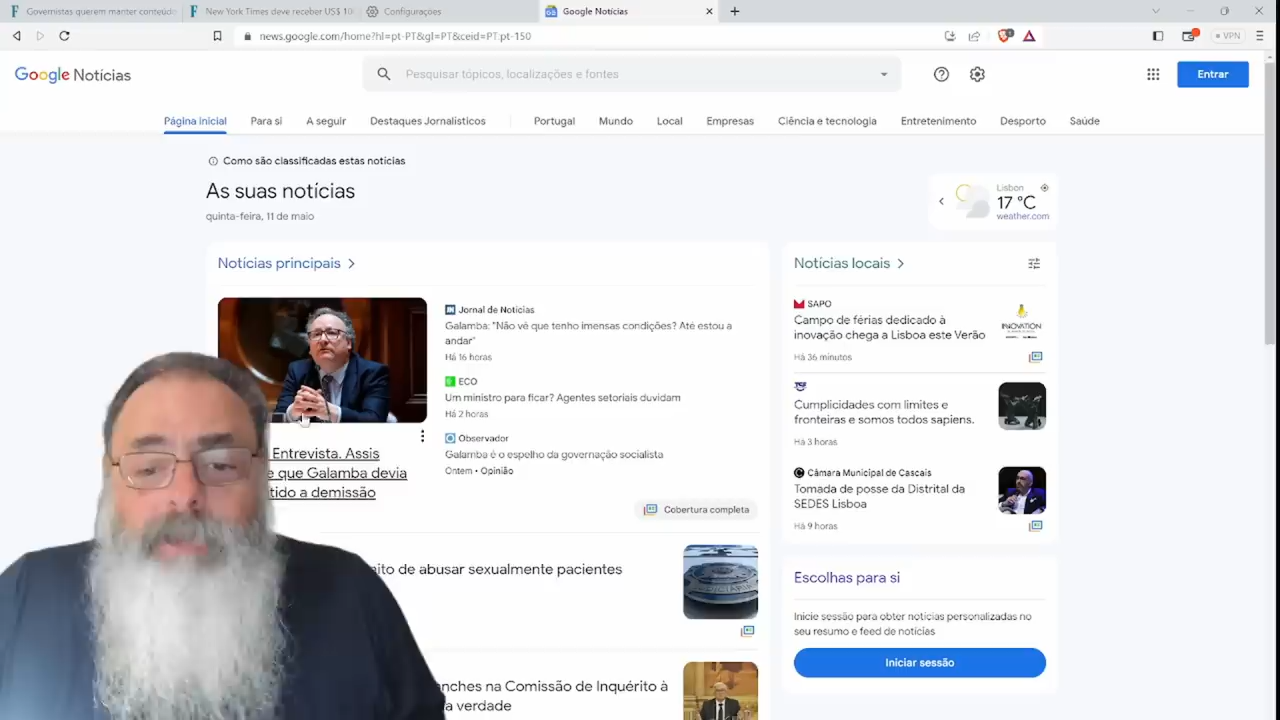 Governistas querem manter conteúdo
New York Times deve receber US$ 10
Configurações
Google Notícias
news.google.com/home?hl=pt-PT&gl=PT&ceid=PT:pt-150
VPN
Google Notícias
Pesquisar tópicos, localizações e fontes
Entrar
Página inicial
Para si
A seguir
Destaques Jornalísticos
Portugal
Mundo
Local
Empresas
Ciência e tecnologia
Entretenimento
Desporto
Saúde
Como são classificadas estas notícias
As suas notícias
quinta-feira, 11 de maio
Lisbon
17 °C
weather.com
Notícias principais
Entrevista. Assis
e que Galamba devia
tido a demissão
Jornal de Notícias
Galamba: "Não vê que tenho imensas condições? Até estou a
andar"
Há 16 horas
ECO
Um ministro para ficar? Agentes setoriais duvidam
Há 2 horas
Observador
Galamba é o espelho da governação socialista
Ontem • Opinião
Cobertura completa
ito de abusar sexualmente pacientes
nches na Comissão de Inquérito à
a verdade
Notícias locais
SAPO
Campo de férias dedicado à
inovação chega a Lisboa este Verão
Há 36 minutos
INNOVATION
Cumplicidades com limites e
fronteiras e somos todos sapiens.
Há 3 horas
Câmara Municipal de Cascais
Tomada de posse da Distrital da
SEDES Lisboa
Há 9 horas
Escolhas para si
Inicie sessão para obter notícias personalizadas no
seu resumo e feed de notícias
Iniciar sessão